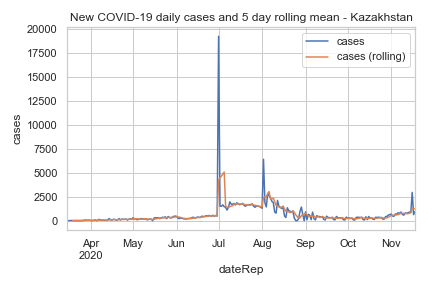 New COVID-19 daily cases and 5 day rolling mean - Kazakhstan
cases
cases (rolling)
20000
17500
15000
12500
10000
7500
5000
2500
0
cases
Apr
2020
May
Jun
Jul
Aug
Sep
Oct
Nov
dateRep